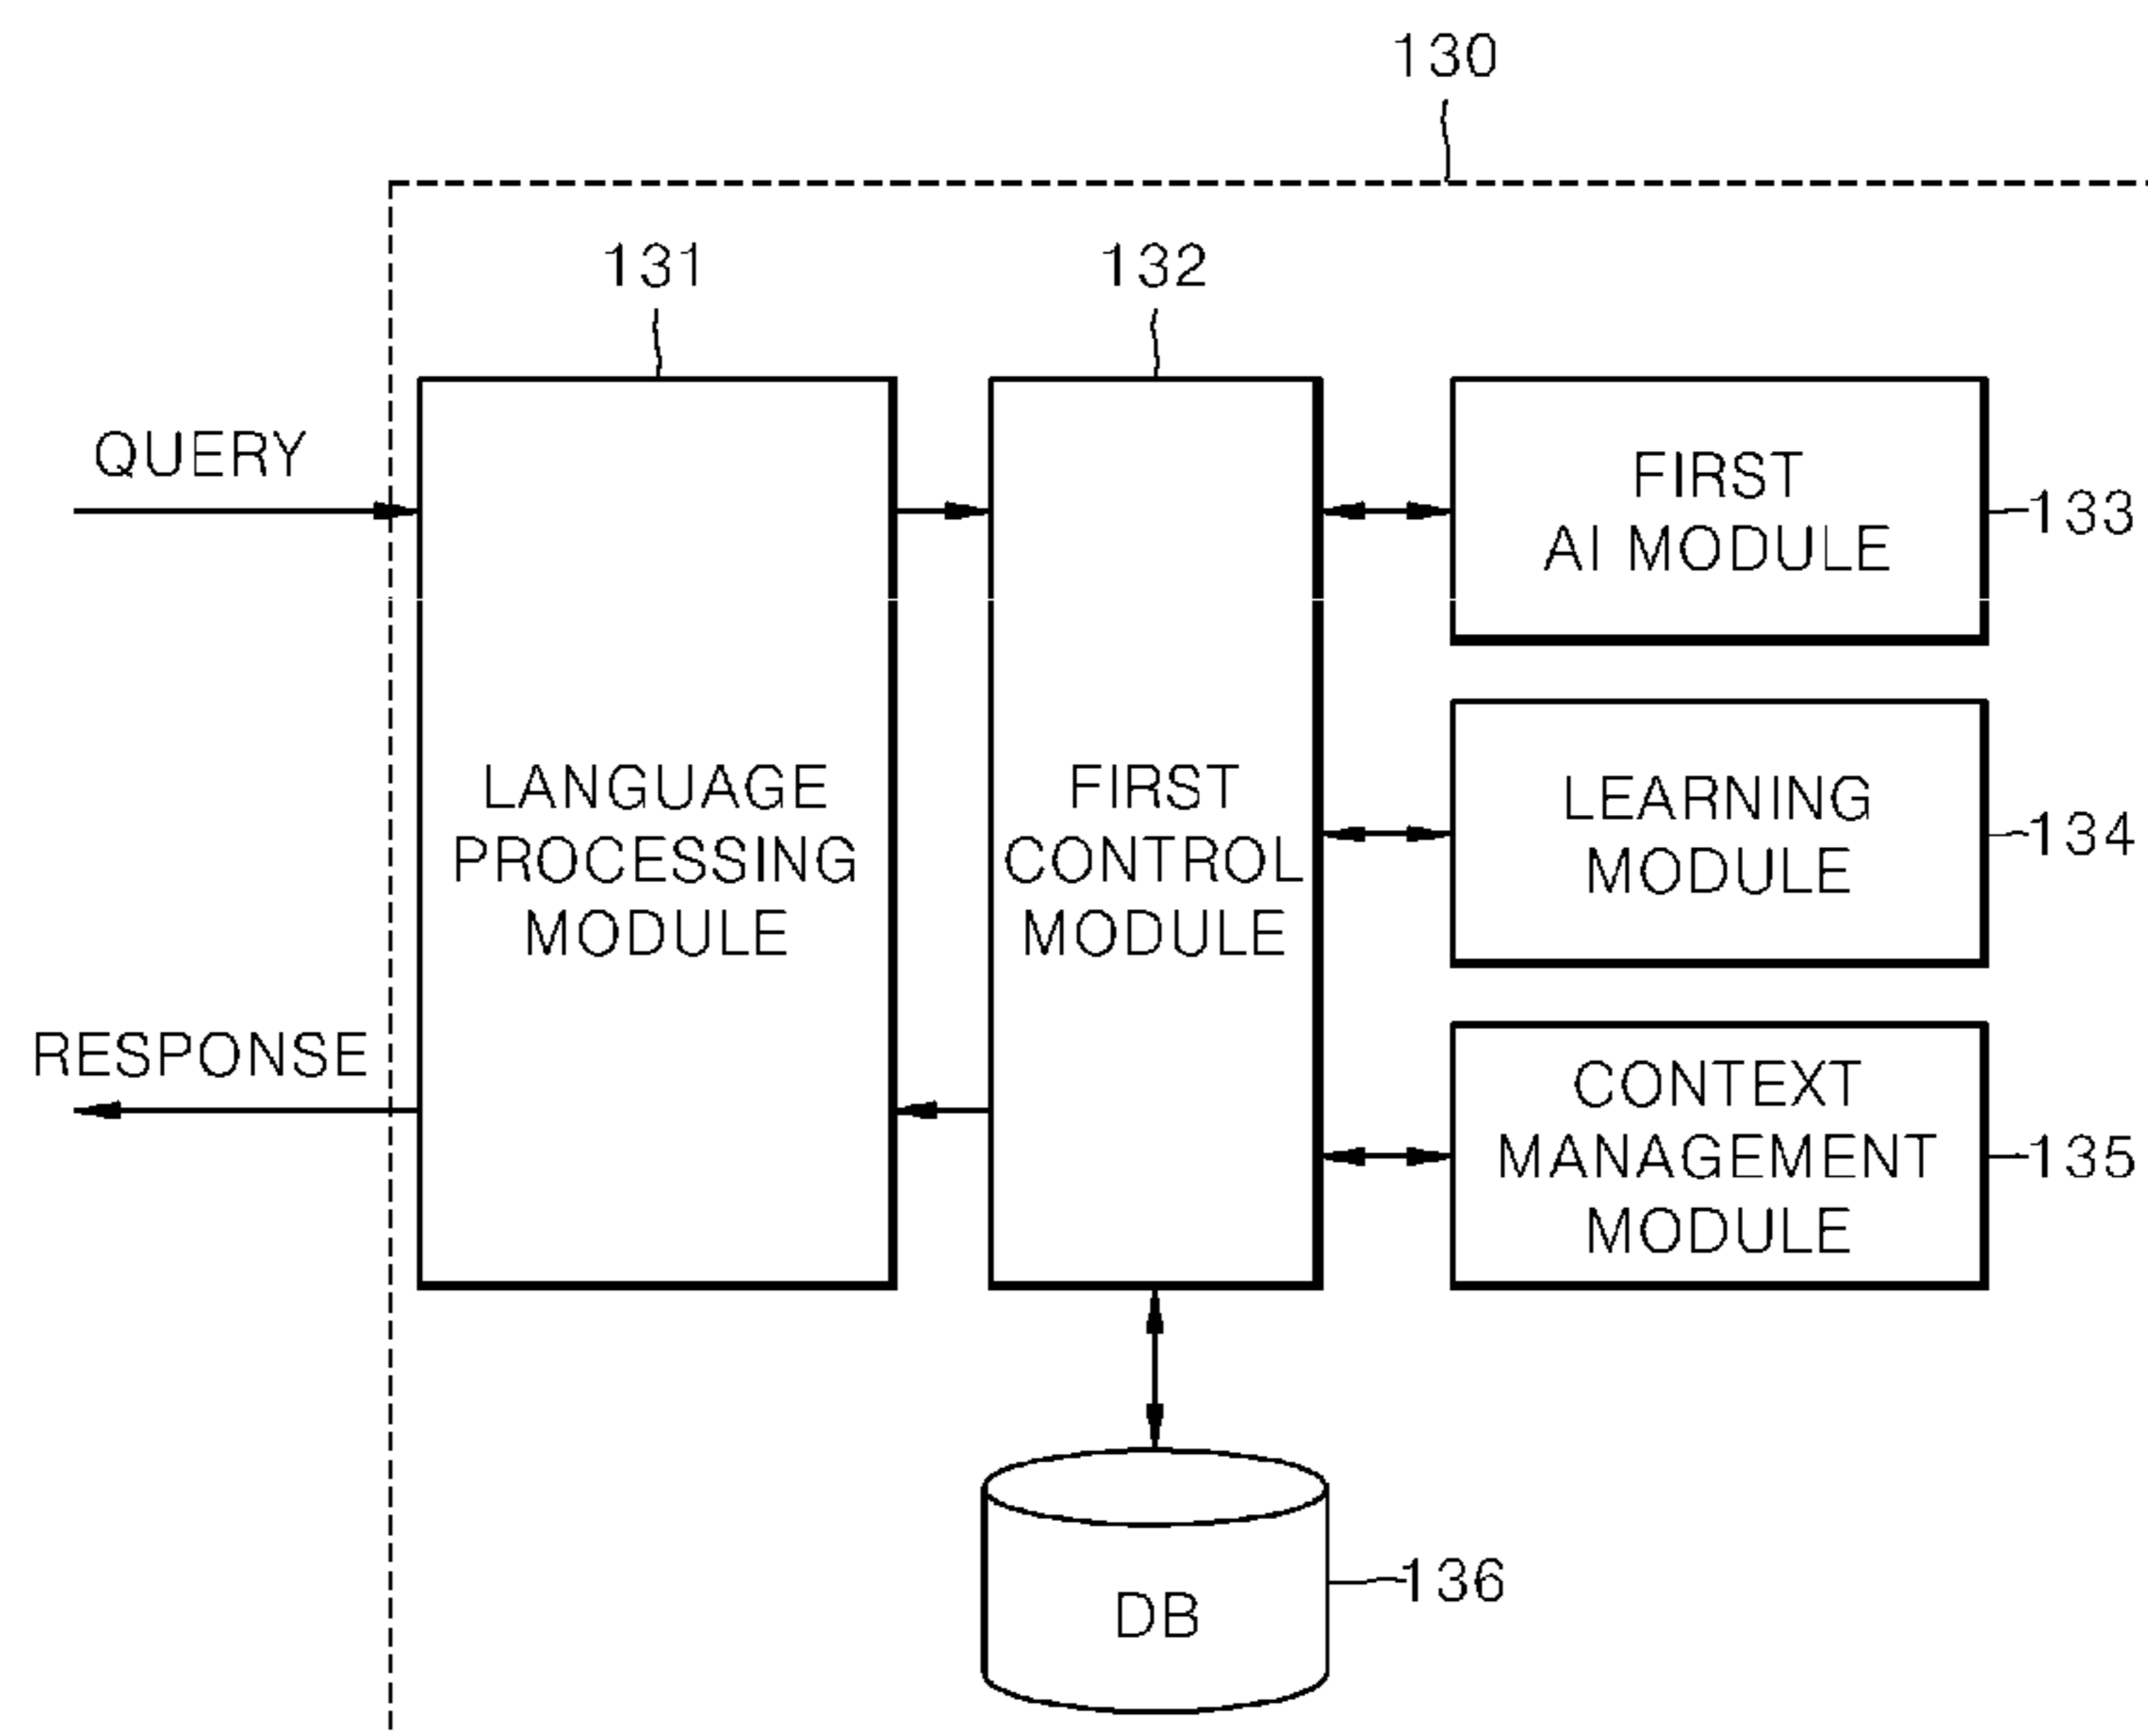 130
131
132
QUERY
FIRST
AI MODULE
133
LANGUAGE
PROCESSING
MODULE
FIRST
CONTROL
MODULE
LEARNING
MODULE
134
RESPONSE
CONTEXT
MANAGEMENT
MODULE
135
DB
136